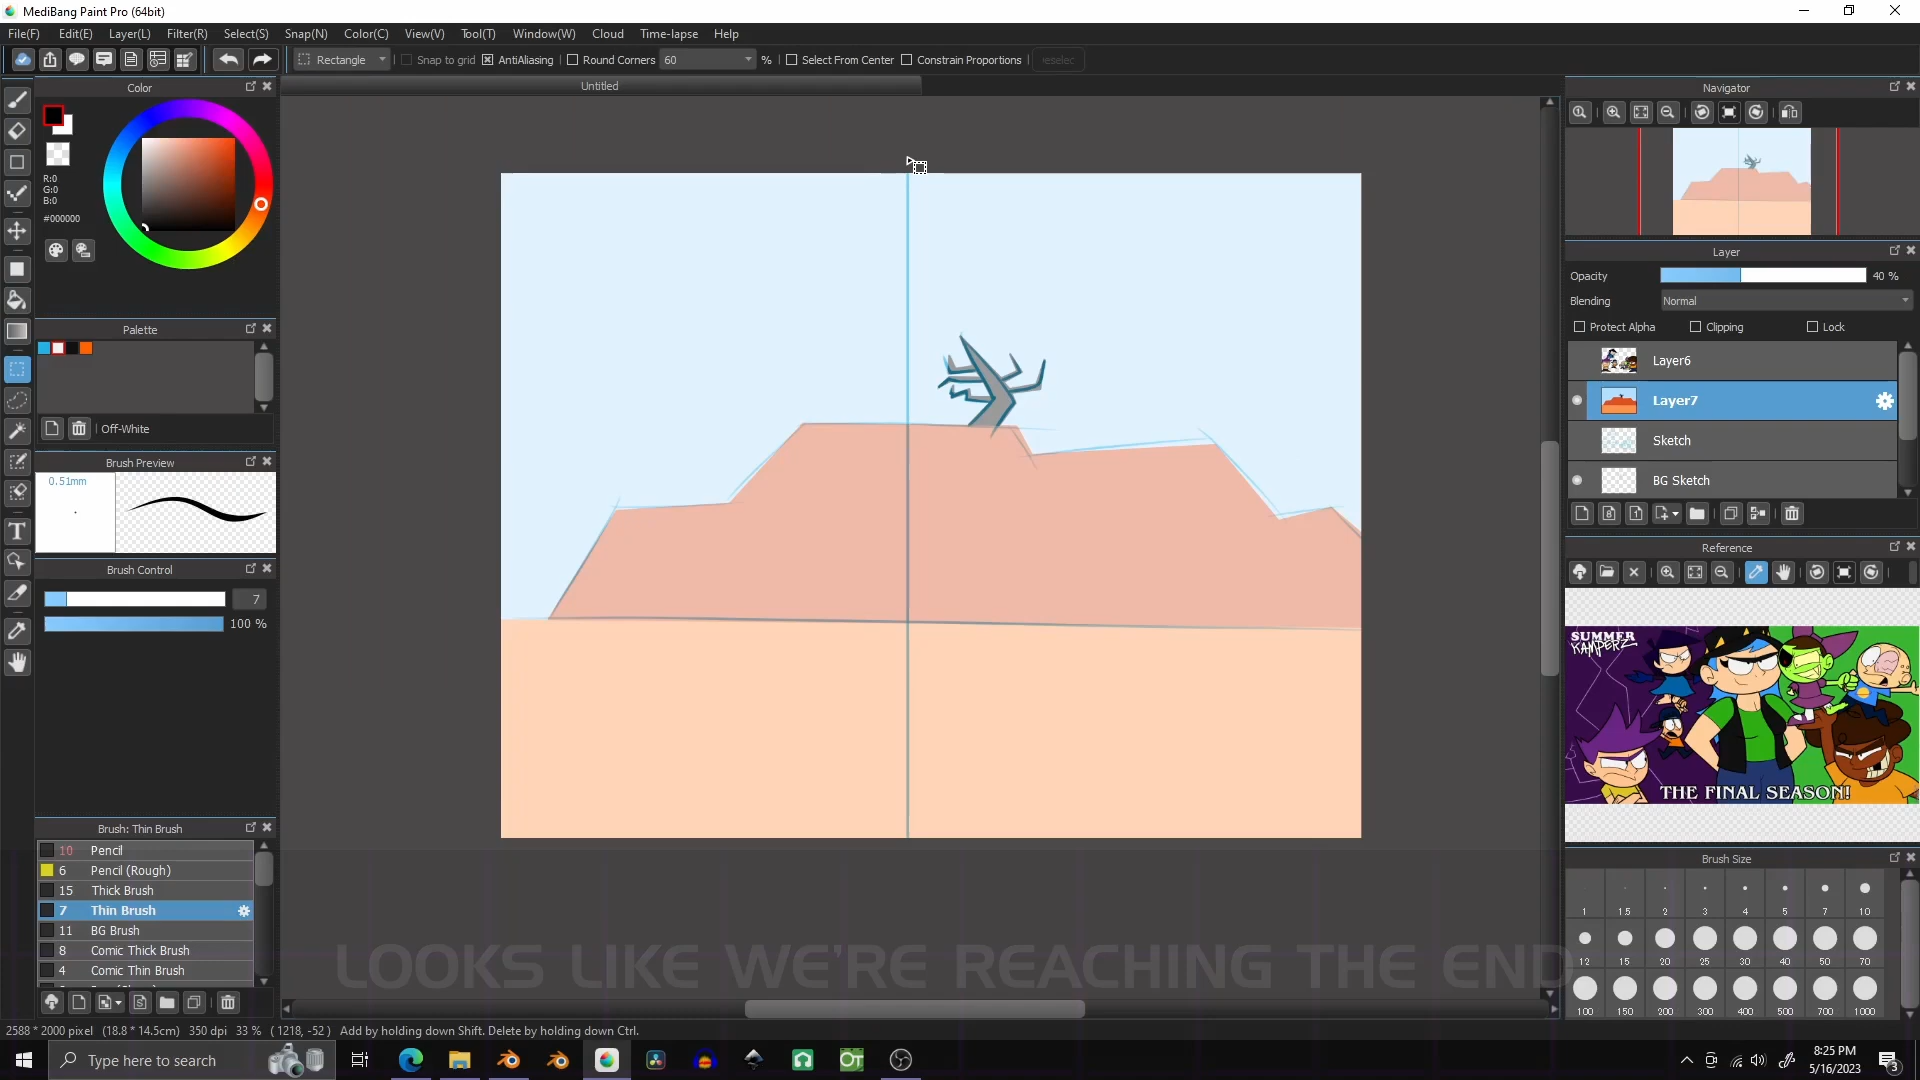 MediBang Paint Pro (64bit)
File(F) Edit(E) Layer(L) Filter(R) Select(S) Snap(N) Color(C) View(V) Tool(T) Window(W) Cloud Time-lapse Help
Rectangle Snap to grid AntiAliasing Round Corners 60 % Select From Center Constrain Proportions eselec
Color
Untitled
Navigator
R:0
G:0
B:0
#000000
Layer
Opacity 40 %
Blending Normal
Protect Alpha Clipping Lock
Palette
Layer6
Layer7
Off-White
Sketch
Brush Preview
0.51mm
BG Sketch
Brush Control
Reference
7
100 %
SUMMER
KAMPERZ
THE FINAL SEASON!
Brush: Thin Brush
10 Pencil
6 Pencil (Rough)
15 Thick Brush
7 Thin Brush
11 BG Brush
8 Comic Thick Brush
4 Comic Thin Brush
Brush Size
1 1.5 2 3 4 5 7 10
12 15 20 25 30 40 50 70
100 150 200 300 400 500 700 1000
LOOKS LIKE WE'RE REACHING THE END
2588 * 2000 pixel (18.8 * 14.5cm) 350 dpi 33 % ( 1218, -52 ) Add by holding down Shift. Delete by holding down Ctrl.
Type here to search
OT
8:25 PM
5/16/2023
3